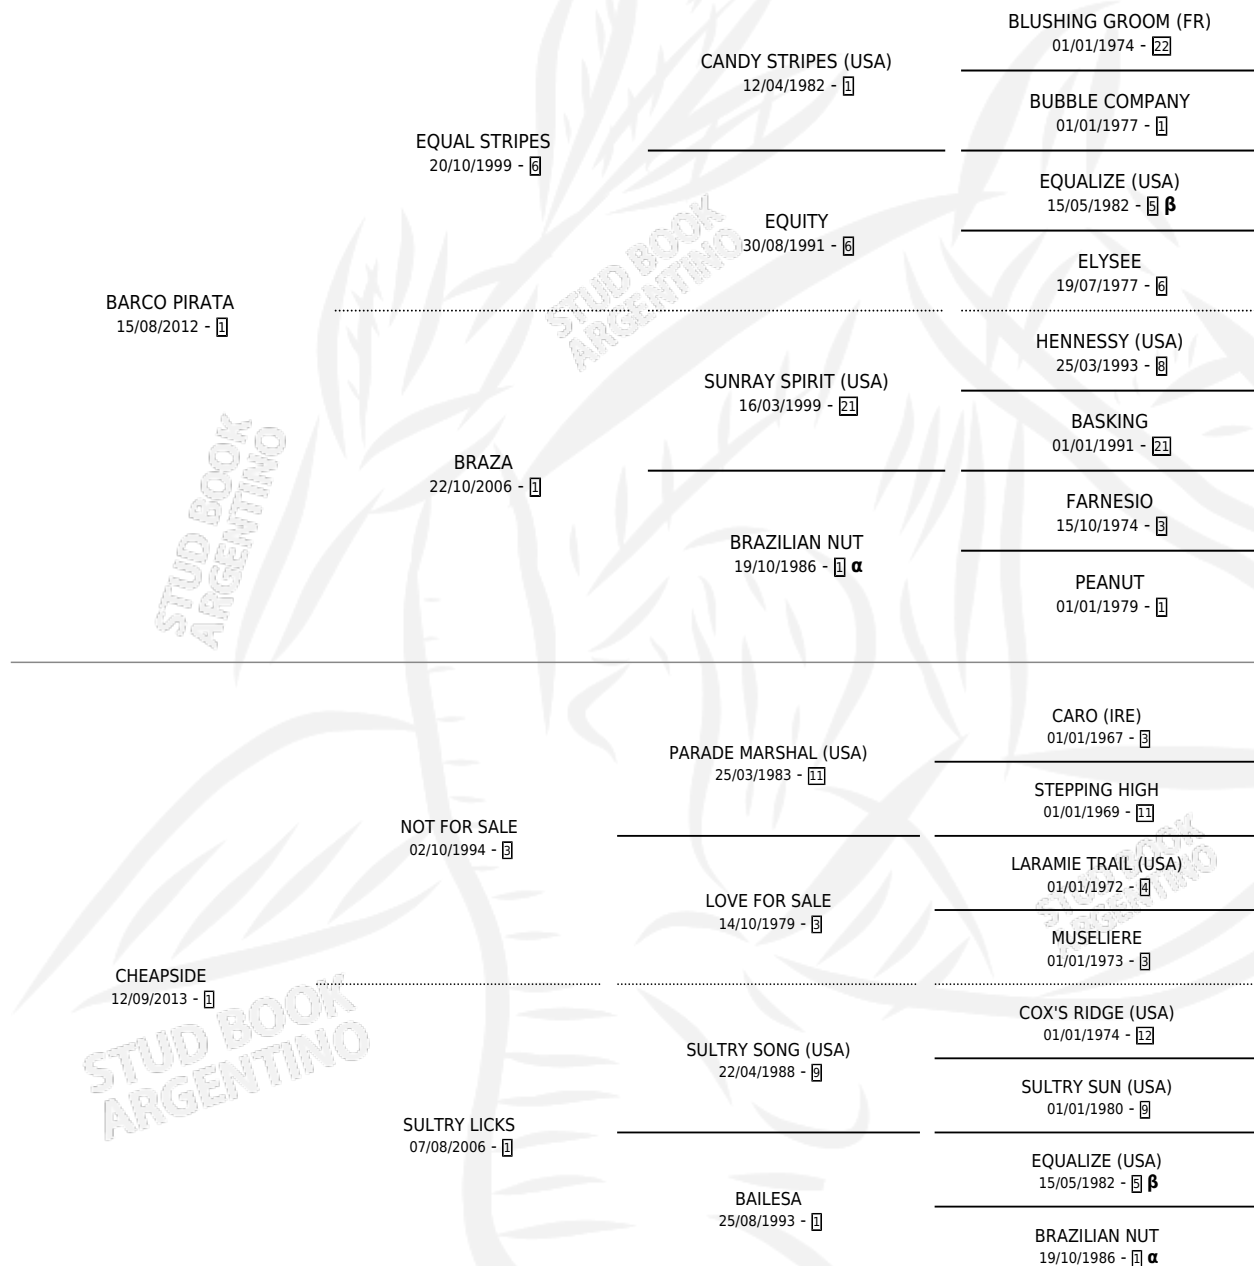 BLUSHING GROOM (FR)
01/01/1974 - 22
CANDY STRIPES (USA)
12/04/1982 - 1
BUBBLE COMPANY
01/01/1977 - 1
EQUAL STRIPES
20/10/1999 - 6
EQUALIZE (USA)
15/05/1982 - 5 β
EQUITY
30/08/1991 - 6
ELYSEE
19/07/1977 - 6
BARCO PIRATA
15/08/2012 - 1
HENNESSY (USA)
25/03/1993 - 8
SUNRAY SPIRIT (USA)
16/03/1999 - 21
BASKING
01/01/1991 - 21
BRAZA
22/10/2006 - 1
FARNESIO
15/10/1974 - 3
BRAZILIAN NUT
19/10/1986 - 1 α
PEANUT
01/01/1979 - 1
CARO (IRE)
01/01/1967 - 3
PARADE MARSHAL (USA)
25/03/1983 - 11
STEPPING HIGH
01/01/1969 - 11
NOT FOR SALE
02/10/1994 - 3
LARAMIE TRAIL (USA)
01/01/1972 - 4
LOVE FOR SALE
14/10/1979 - 3
MUSELIERE
01/01/1973 - 3
CHEAPSIDE
12/09/2013 - 1
COX'S RIDGE (USA)
01/01/1974 - 12
SULTRY SONG (USA)
22/04/1988 - 9
SULTRY SUN (USA)
01/01/1980 - 9
SULTRY LICKS
07/08/2006 - 1
EQUALIZE (USA)
15/05/1982 - 5 β
BAILESA
25/08/1993 - 1
BRAZILIAN NUT
19/10/1986 - 1 α
STUD BOOK
ARGENTINO
STUD BOOK
ARGENTINO
STUD BOOK
ARGENTINO
STUD BOOK
ARGENTINO